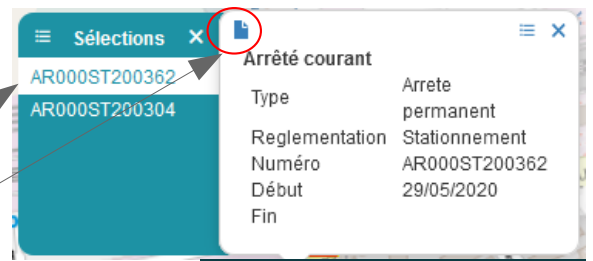 Sélections ×
AR000ST200362
AR000ST200304
Arrêté courant
Type Arrete permanent
Reglementation Stationnement
Numéro AR000ST200362
Début 29/05/2020
Fin